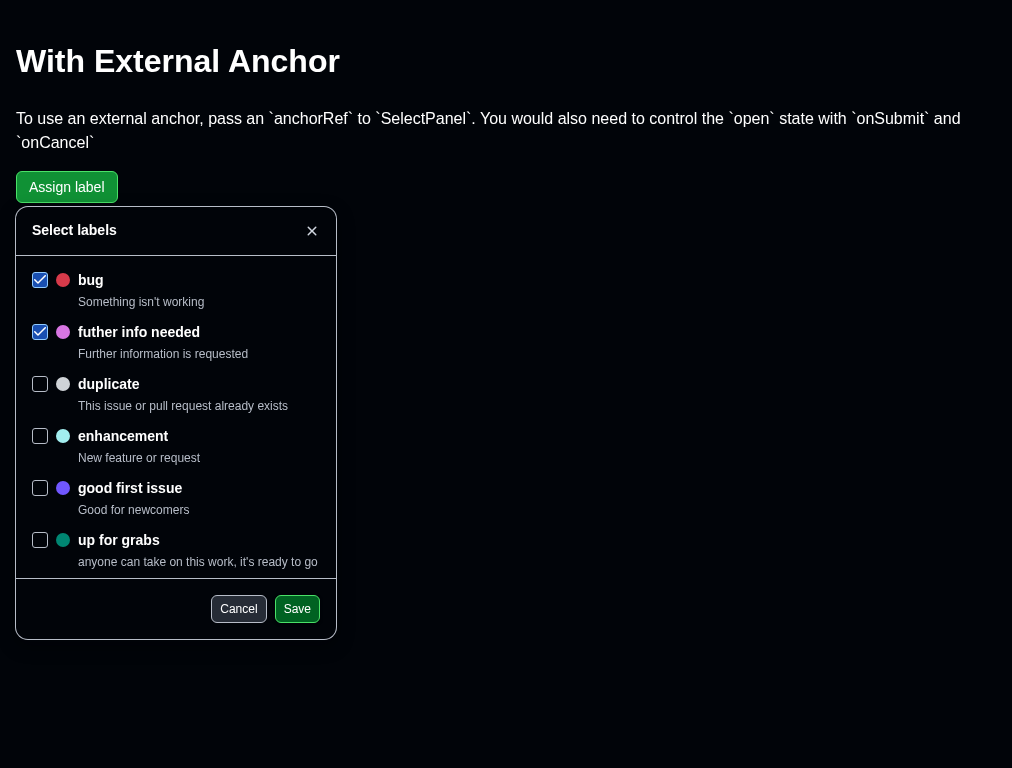 With External Anchor
To use an external anchor, pass an `anchorRef` to `SelectPanel`. You would also need to control the `open` state with `onSubmit` and
`onCancel`
Assign label
Select labels
bug
Something isn't working
futher info needed
Further information is requested
duplicate
This issue or pull request already exists
enhancement
New feature or request
good first issue
Good for newcomers
up for grabs
anyone can take on this work, it's ready to go
Cancel Save